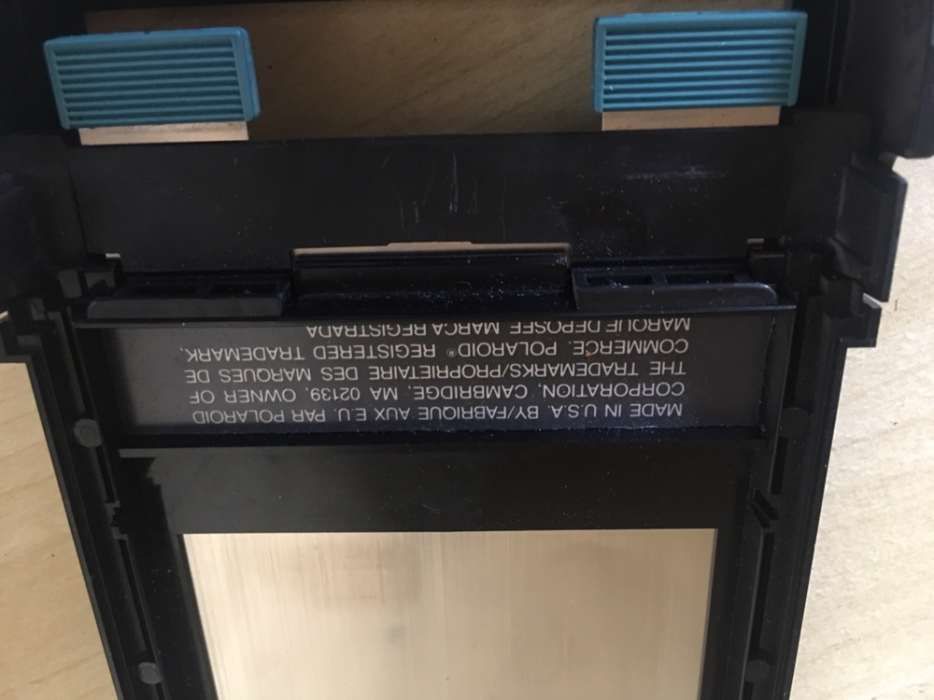 MADE IN U.S.A. BY/FABRIQUE AUX E.U. PAR POLAROID
CORPORATION, CAMBRIDGE, MA 02139, OWNER OF
THE TRADEMARKS/PROPRIETAIRE DES MARQUES DE
COMMERCE. POLAROID® REGISTERED TRADEMARK,
MARQUE DEPOSEE MARCA REGISTRADA